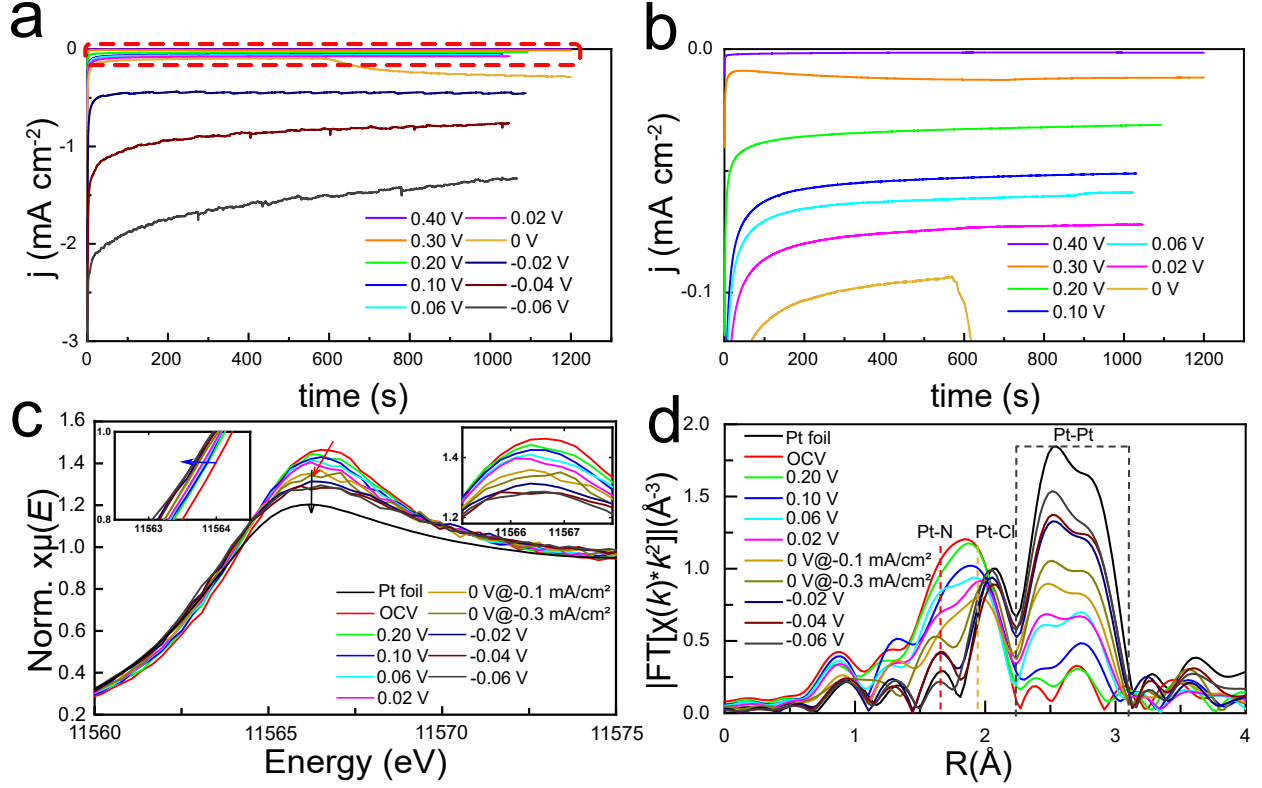 a
0
-1
-2
-3
j (mA cm-2)
0.40 V 0.02 V
0.30 V 0 V
0.20 V -0.02 V
0.10 V -0.04 V
0.06 V -0.06 V
0 200 400 600 800 1000 1200
time (s)
b
0.0
-0.1
j (mA cm-2)
0.40 V 0.06 V
0.30 V 0.02 V
0.20 V 0 V
0.10 V
0 200 400 600 800 1000 1200
time (s)
c
1.6
1.4
1.2
1.0
0.8
0.6
0.4
0.2
Norm. xμ(E)
1.0
0.8
11563 11564
1.4
1.2
11566 11567
Pt foil 0 V@-0.1 mA/cm²
OCV 0 V@-0.3 mA/cm²
0.20 V -0.02 V
0.10 V -0.04 V
0.06 V -0.06 V
0.02 V
11560 11565 11570 11575
Energy (eV)
d
2.0
1.5
1.0
0.5
0.0
|FT[χ(k)*k2]|(Å-3)
Pt foil
OCV
0.20 V
0.10 V
0.06 V
0.02 V
0 V@-0.1 mA/cm²
0 V@-0.3 mA/cm²
-0.02 V
-0.04 V
-0.06 V
Pt-N
Pt-Cl
Pt-Pt
0 1 2 3 4
R(Å)